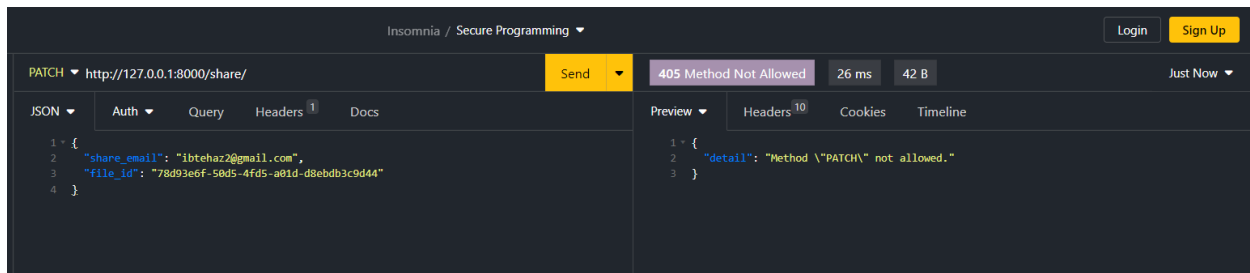 Insomnia / Secure Programming
Login
Sign Up
PATCH http://127.0.0.1:8000/share/
Send
405 Method Not Allowed
26 ms
42 B
Just Now
JSON
Auth
Query
Headers 1
Docs
Preview
Headers 10
Cookies
Timeline
1 {
2 "share_email": "ibtehaz2@gmail.com",
3 "file_id": "78d93e6f-50d5-4fd5-a01d-d8ebdb3c9d44"
4 }
1 {
2 "detail": "Method \"PATCH\" not allowed."
3 }